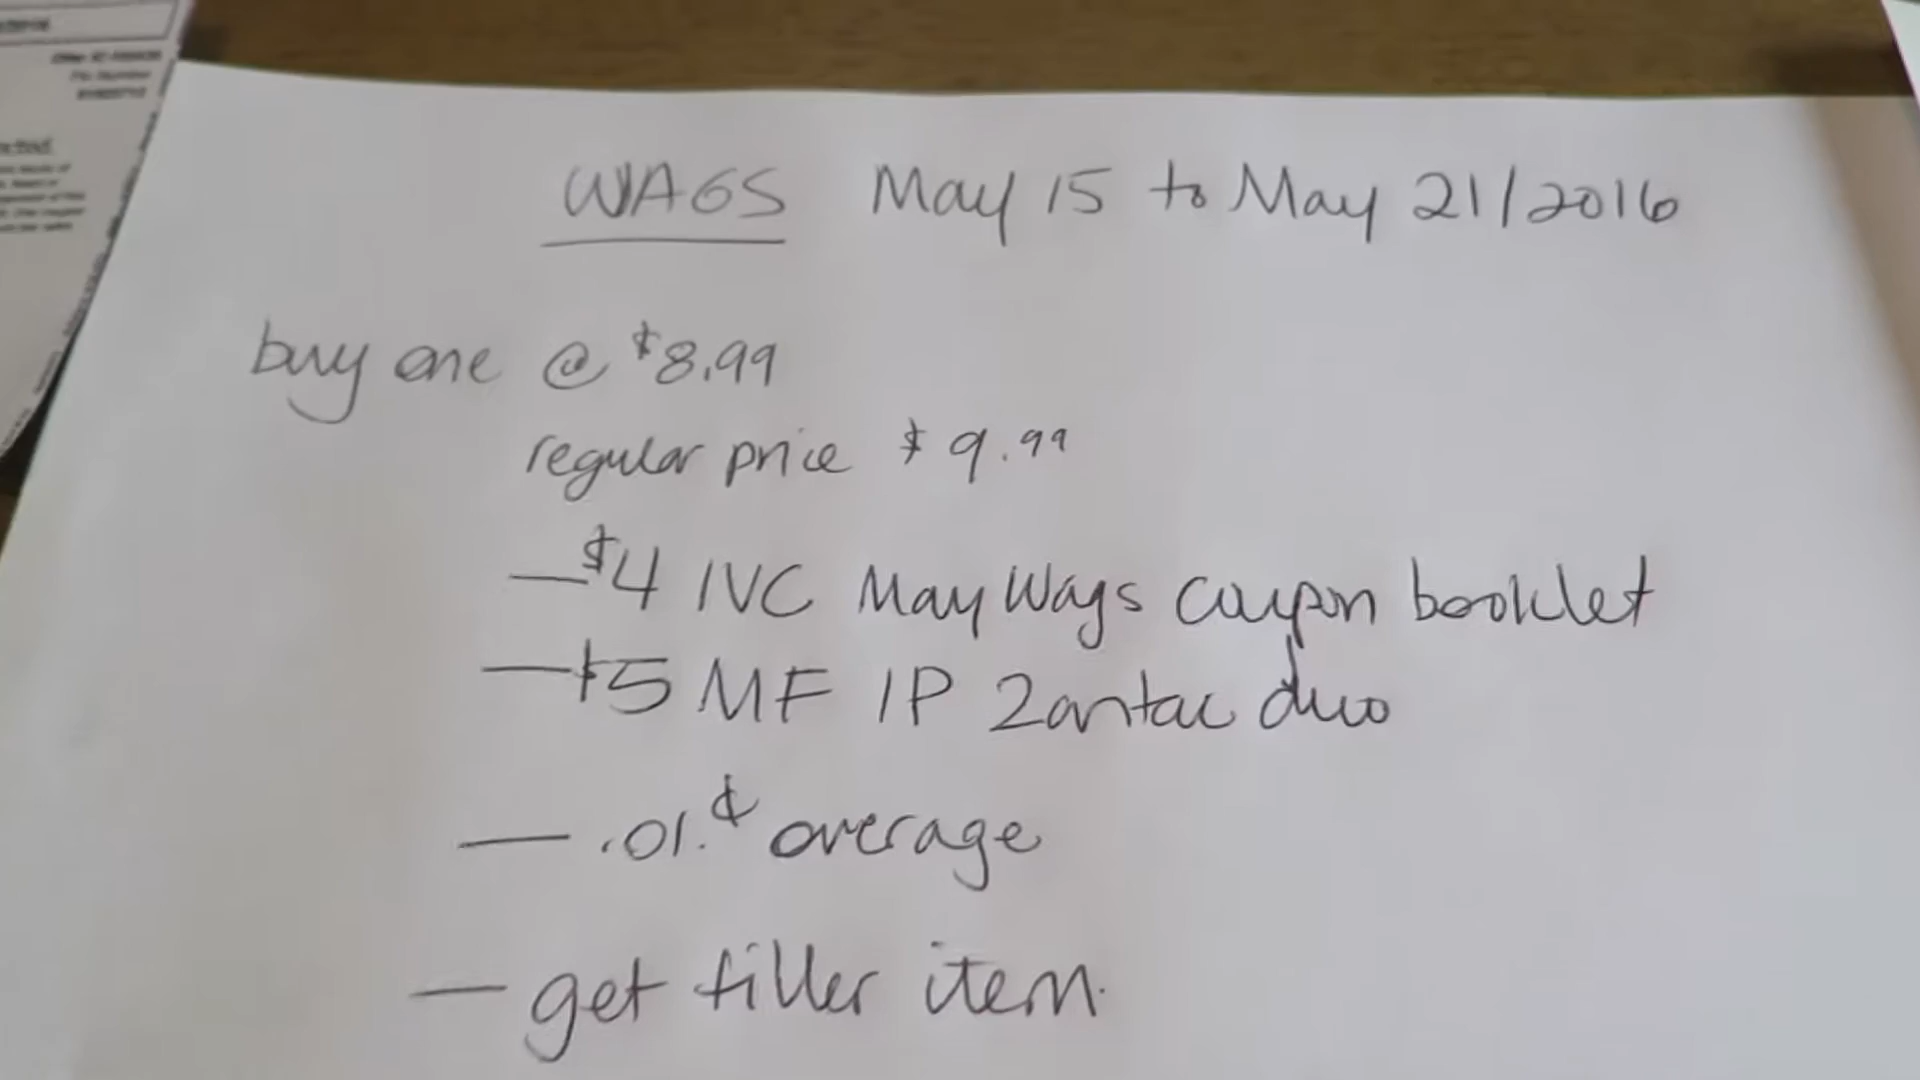 WAGS May 15 to May 21/2016
buy one @ $8.99
regular price $9.99
—$4 IVC May Wags coupon booklet
—$5 MF IP Zantac duo
— .01.¢ overage
— get filler item.